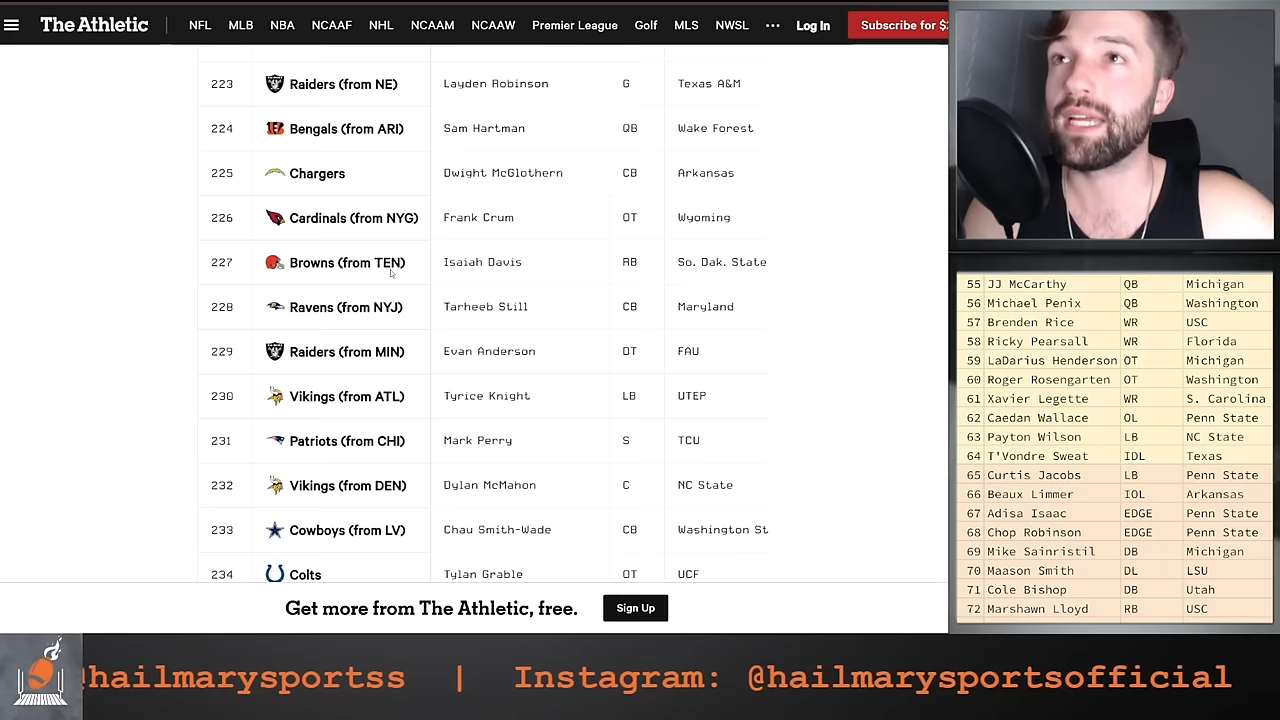 The Athletic NFL MLB NBA NCAAF NHL NCAAM NCAAW Premier League Golf MLS NWSL ••• Log In Subscribe for $
223 Raiders (from NE) Layden Robinson G Texas A&M
224 Bengals (from ARI) Sam Hartman QB Wake Forest
225 Chargers Dwight McGlothern CB Arkansas
226 Cardinals (from NYG) Frank Crum OT Wyoming
227 Browns (from TEN) Isaiah Davis RB So. Dak. State
228 Ravens (from NYJ) Tarheeb Still CB Maryland
229 Raiders (from MIN) Evan Anderson DT FAU
230 Vikings (from ATL) Tyrice Knight LB UTEP
231 Patriots (from CHI) Mark Perry S TCU
232 Vikings (from DEN) Dylan McMahon C NC State
233 Cowboys (from LV) Chau Smith-Wade CB Washington St
234 Colts Tylan Grable OT UCF
Get more from The Athletic, free. Sign Up
55 JJ McCarthy QB Michigan
56 Michael Penix QB Washington
57 Brenden Rice WR USC
58 Ricky Pearsall WR Florida
59 LaDarius Henderson OT Michigan
60 Roger Rosengarten OT Washington
61 Xavier Legette WR S. Carolina
62 Caedan Wallace OL Penn State
63 Payton Wilson LB NC State
64 T'Vondre Sweat IDL Texas
65 Curtis Jacobs LB Penn State
66 Beaux Limmer IOL Arkansas
67 Adisa Isaac EDGE Penn State
68 Chop Robinson EDGE Penn State
69 Mike Sainristil DB Michigan
70 Maason Smith DL LSU
71 Cole Bishop DB Utah
72 Marshawn Lloyd RB USC
@hailmarysportss | Instagram: @hailmarysportsofficial